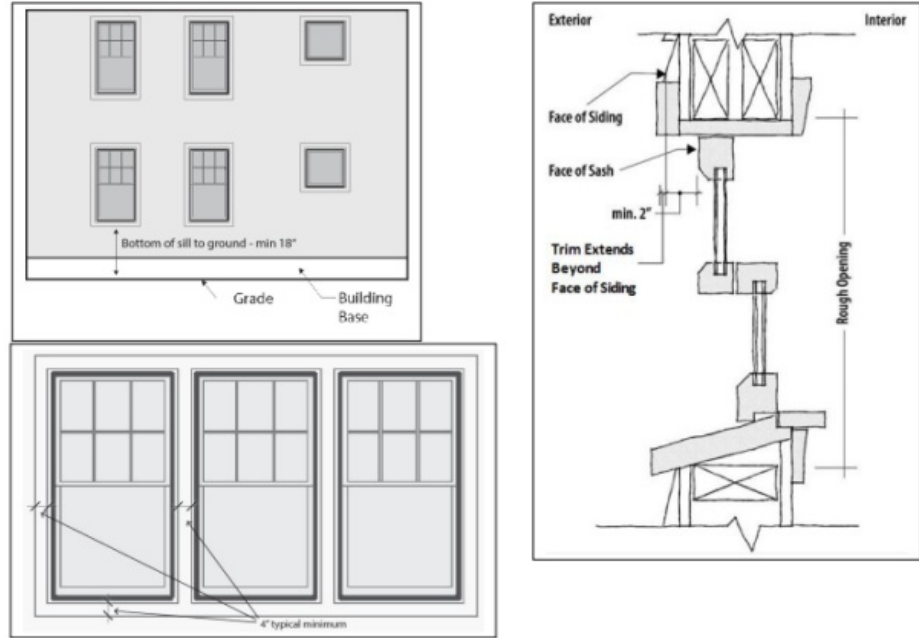 Bottom of sill to ground - min 18"
Grade
Building
Base
4" typical minimum
Exterior
Interior
Face of Siding
Face of Sash
min. 2"
Trim Extends
Beyond
Face of Siding
Rough Opening